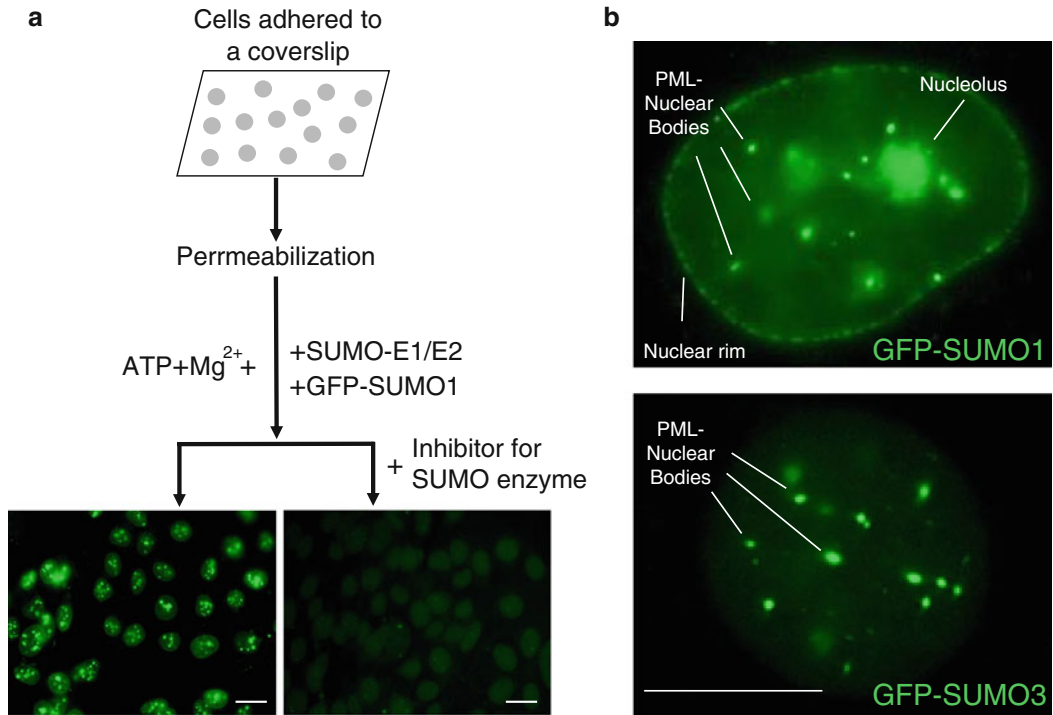 a
Cells adhered to
a coverslip
Perrmeabilization
ATP+Mg²⁺+
+SUMO-E1/E2
+GFP-SUMO1
+ Inhibitor for
SUMO enzyme
b
PML-
Nuclear
Bodies
Nucleolus
Nuclear rim
GFP-SUMO1
PML-
Nuclear
Bodies
GFP-SUMO3